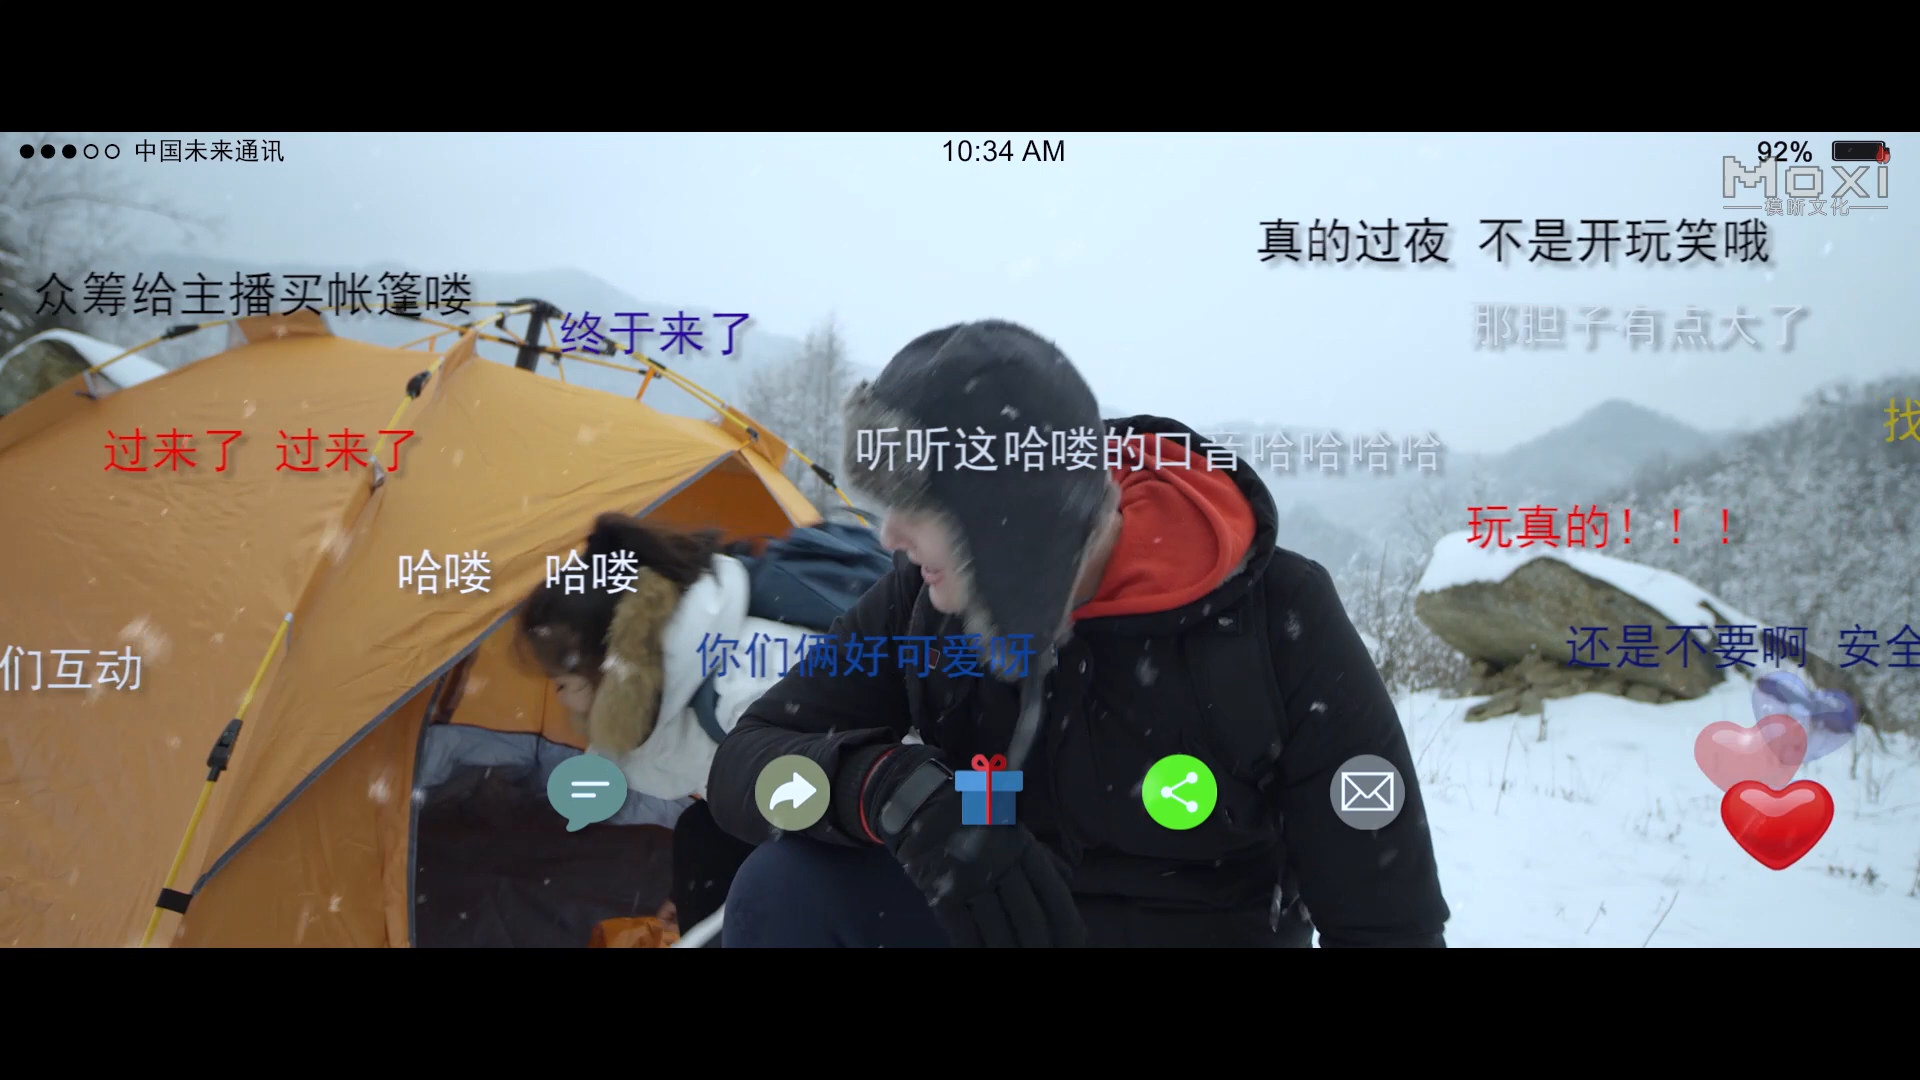 中国未来通讯
10:34 AM
92%
Moxi
模晰文化
真的过夜 不是开玩笑哦
众筹给主播买帐篷喽
终于来了
那胆子有点大了
找
过来了 过来了
听听这哈喽的口音哈哈哈哈
玩真的！！！
哈喽 哈喽
们互动
你们俩好可爱呀
还是不要啊 安全